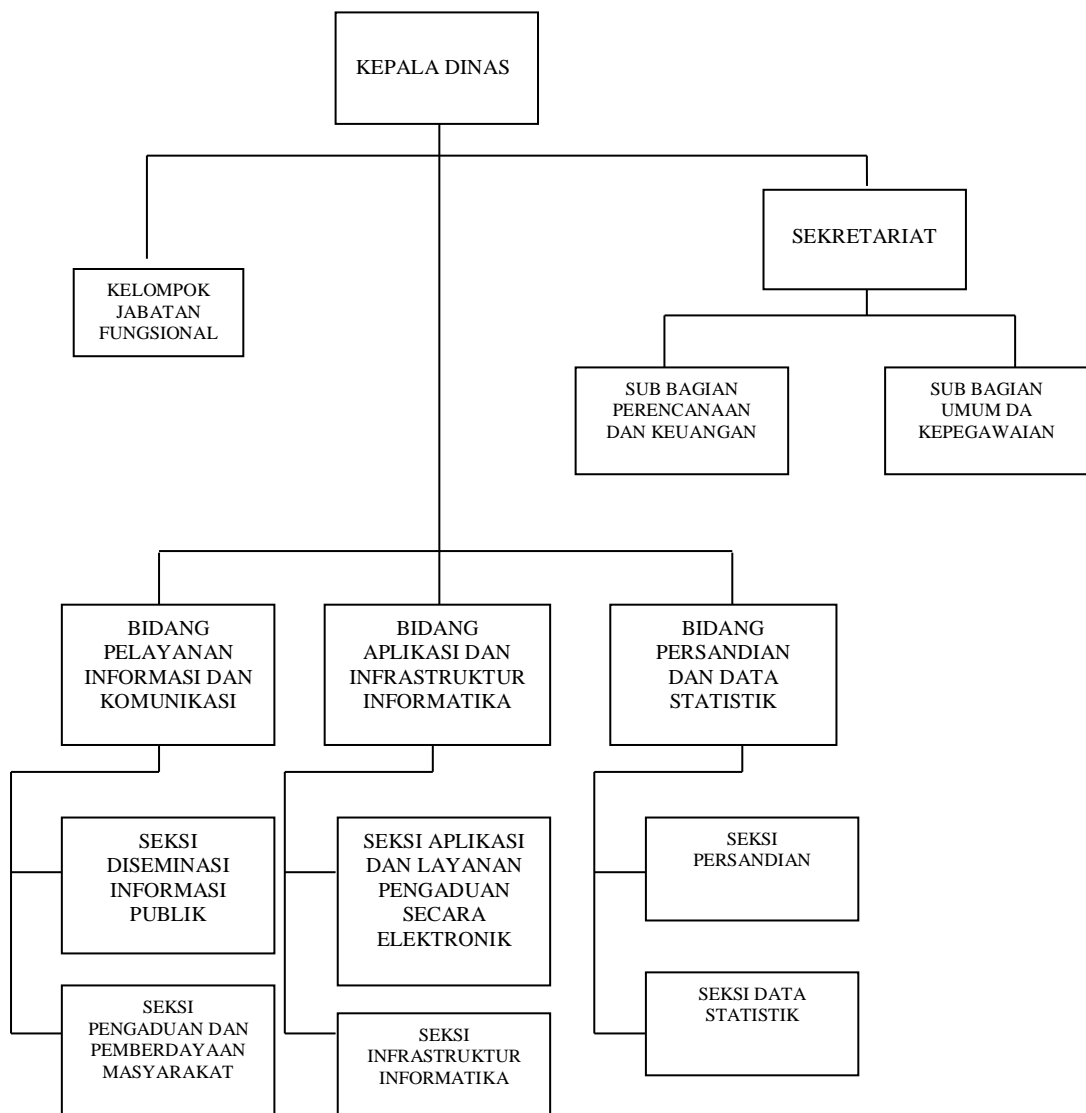 KEPALA DINAS
SEKRETARIAT
KELOMPOK
JABATAN
FUNGSIONAL
SUB BAGIAN
PERENCANAAN
DAN KEUANGAN
SUB BAGIAN
UMUM DA
KEPEGAWAIAN
BIDANG
PELAYANAN
INFORMASI DAN
KOMUNIKASI
BIDANG
APLIKASI DAN
INFRASTRUKTUR
INFORMATIKA
BIDANG
PERSANDIAN
DAN DATA
STATISTIK
SEKSI
DISEMINASI
INFORMASI
PUBLIK
SEKSI APLIKASI
DAN LAYANAN
PENGADUAN
SECARA
ELEKTRONIK
SEKSI
PERSANDIAN
SEKSI
PENGADUAN DAN
PEMBERDAYAAN
MASYARAKAT
SEKSI
INFRASTRUKTUR
INFORMATIKA
SEKSI DATA
STATISTIK